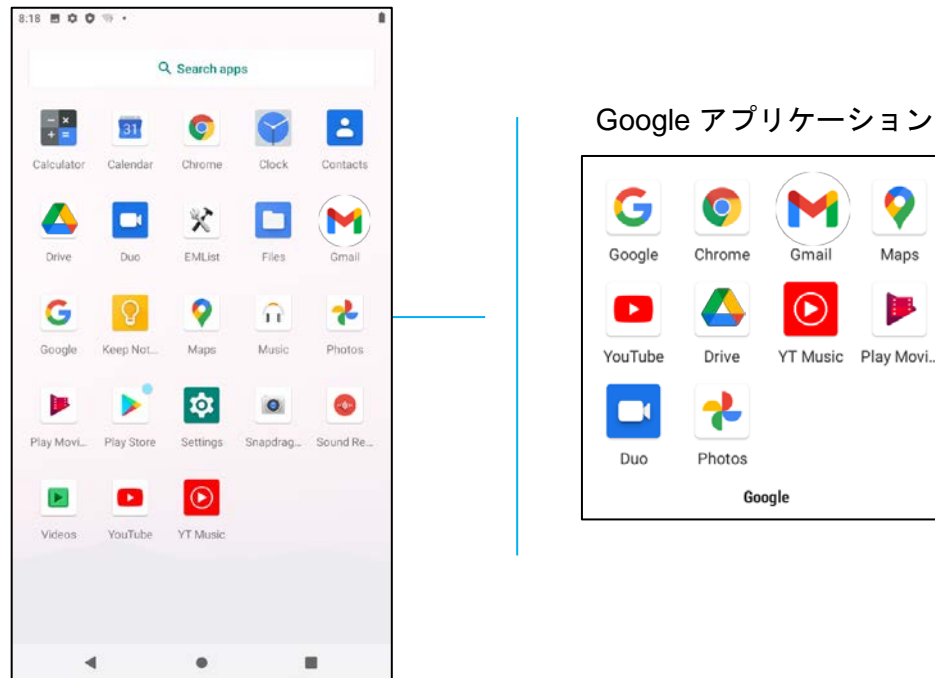 8:18
Search apps
Calculator Calendar Chrome Clock Contacts
31
Drive Duo EMList Files Gmail
Google Keep Not... Maps Music Photos
Play Movi... Play Store Settings Snapdrag... Sound Re...
Videos YouTube YT Music
Google アプリケーション
Google Chrome Gmail Maps
YouTube Drive YT Music Play Movi..
Duo Photos
Google